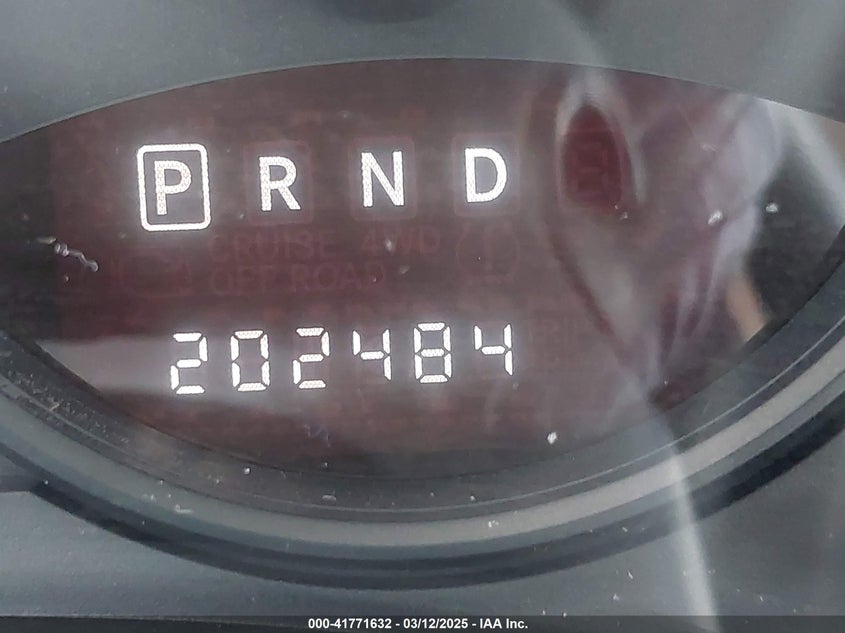 P R N D
CRUISE 4WD
OFF ROAD
202484
000-41771632 - 03/12/2025 - IAA Inc.